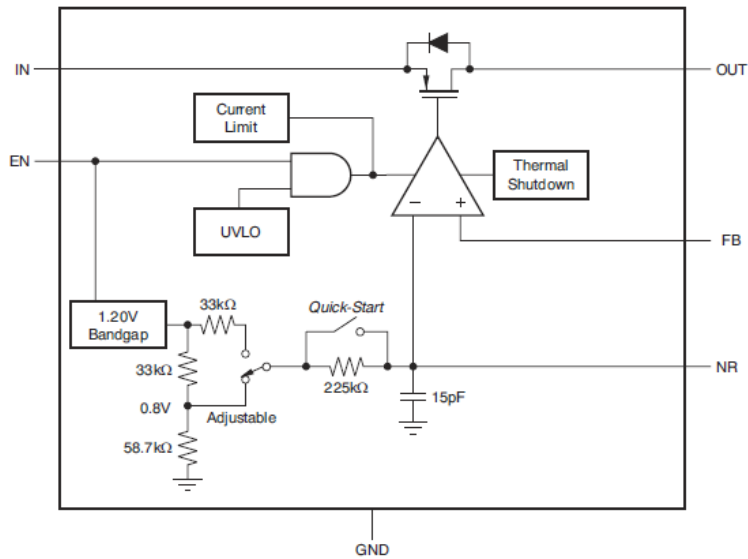 IN
OUT
Current
Limit
EN
Thermal
Shutdown
UVLO
−
+
FB
1.20V
Bandgap
33kΩ
Quick-Start
NR
33kΩ
225kΩ
15pF
0.8V
Adjustable
58.7kΩ
GND